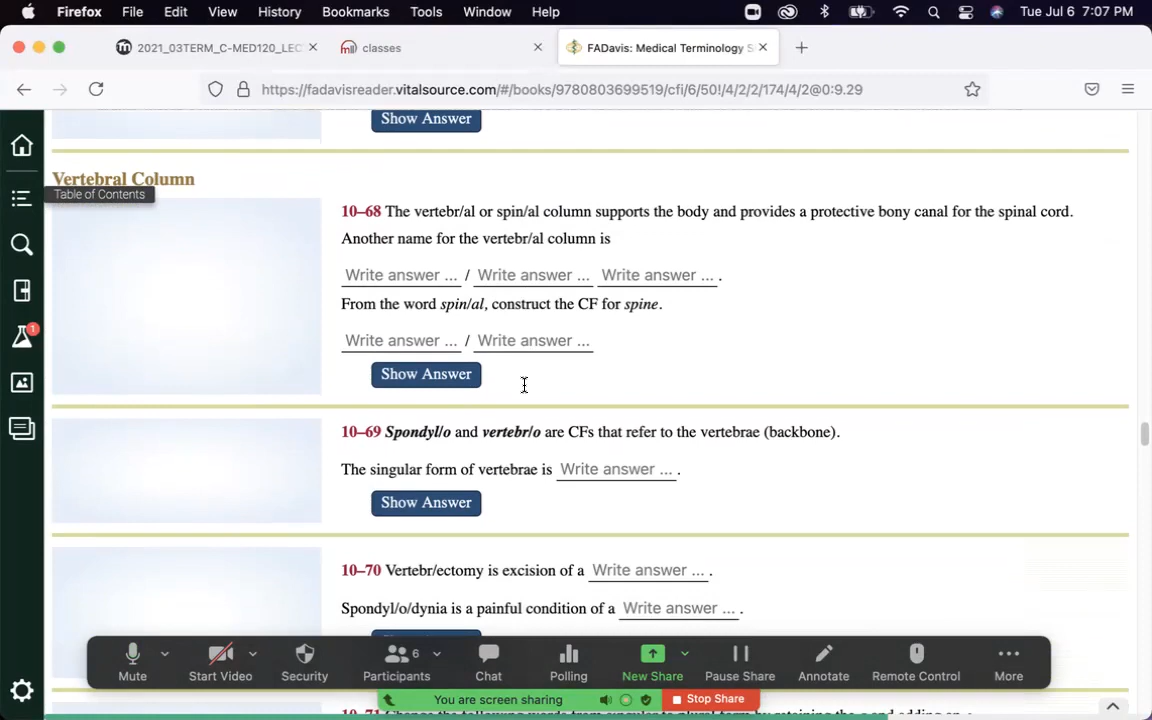 Firefox File Edit View History Bookmarks Tools Window Help Tue Jul 6 7:07 PM
2021_03TERM_C-MED120_LEC classes FADavis: Medical Terminology S
https://fadavisreader.vitalsource.com/#/books/9780803699519/cfi/6/50!/4/2/2/174/4/2@0:9.29
Show Answer
Vertebral Column
Table of Contents
10–68 The vertebr/al or spin/al column supports the body and provides a protective bony canal for the spinal cord.
Another name for the vertebr/al column is
Write answer ... / Write answer ... Write answer ... .
From the word spin/al, construct the CF for spine.
Write answer ... / Write answer ...
Show Answer
1
10–69 Spondyl/o and vertebr/o are CFs that refer to the vertebrae (backbone).
The singular form of vertebrae is Write answer ... .
Show Answer
10–70 Vertebr/ectomy is excision of a Write answer ... .
Spondyl/o/dynia is a painful condition of a Write answer ... .
6
Mute Start Video Security Participants Chat Polling New Share Pause Share Annotate Remote Control More
You are screen sharing Stop Share